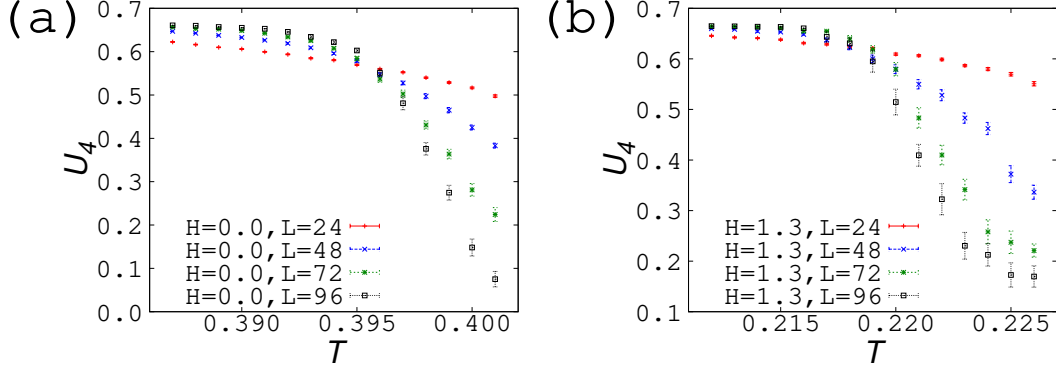 (a)
0.7
0.6
0.5
0.4
0.3
0.2
0.1
0.0
U4
H=0.0,L=24
H=0.0,L=48
H=0.0,L=72
H=0.0,L=96
0.390
0.395
0.400
T
(b)
0.7
0.6
0.5
0.4
0.3
0.2
0.1
U4
H=1.3,L=24
H=1.3,L=48
H=1.3,L=72
H=1.3,L=96
0.215
0.220
0.225
T